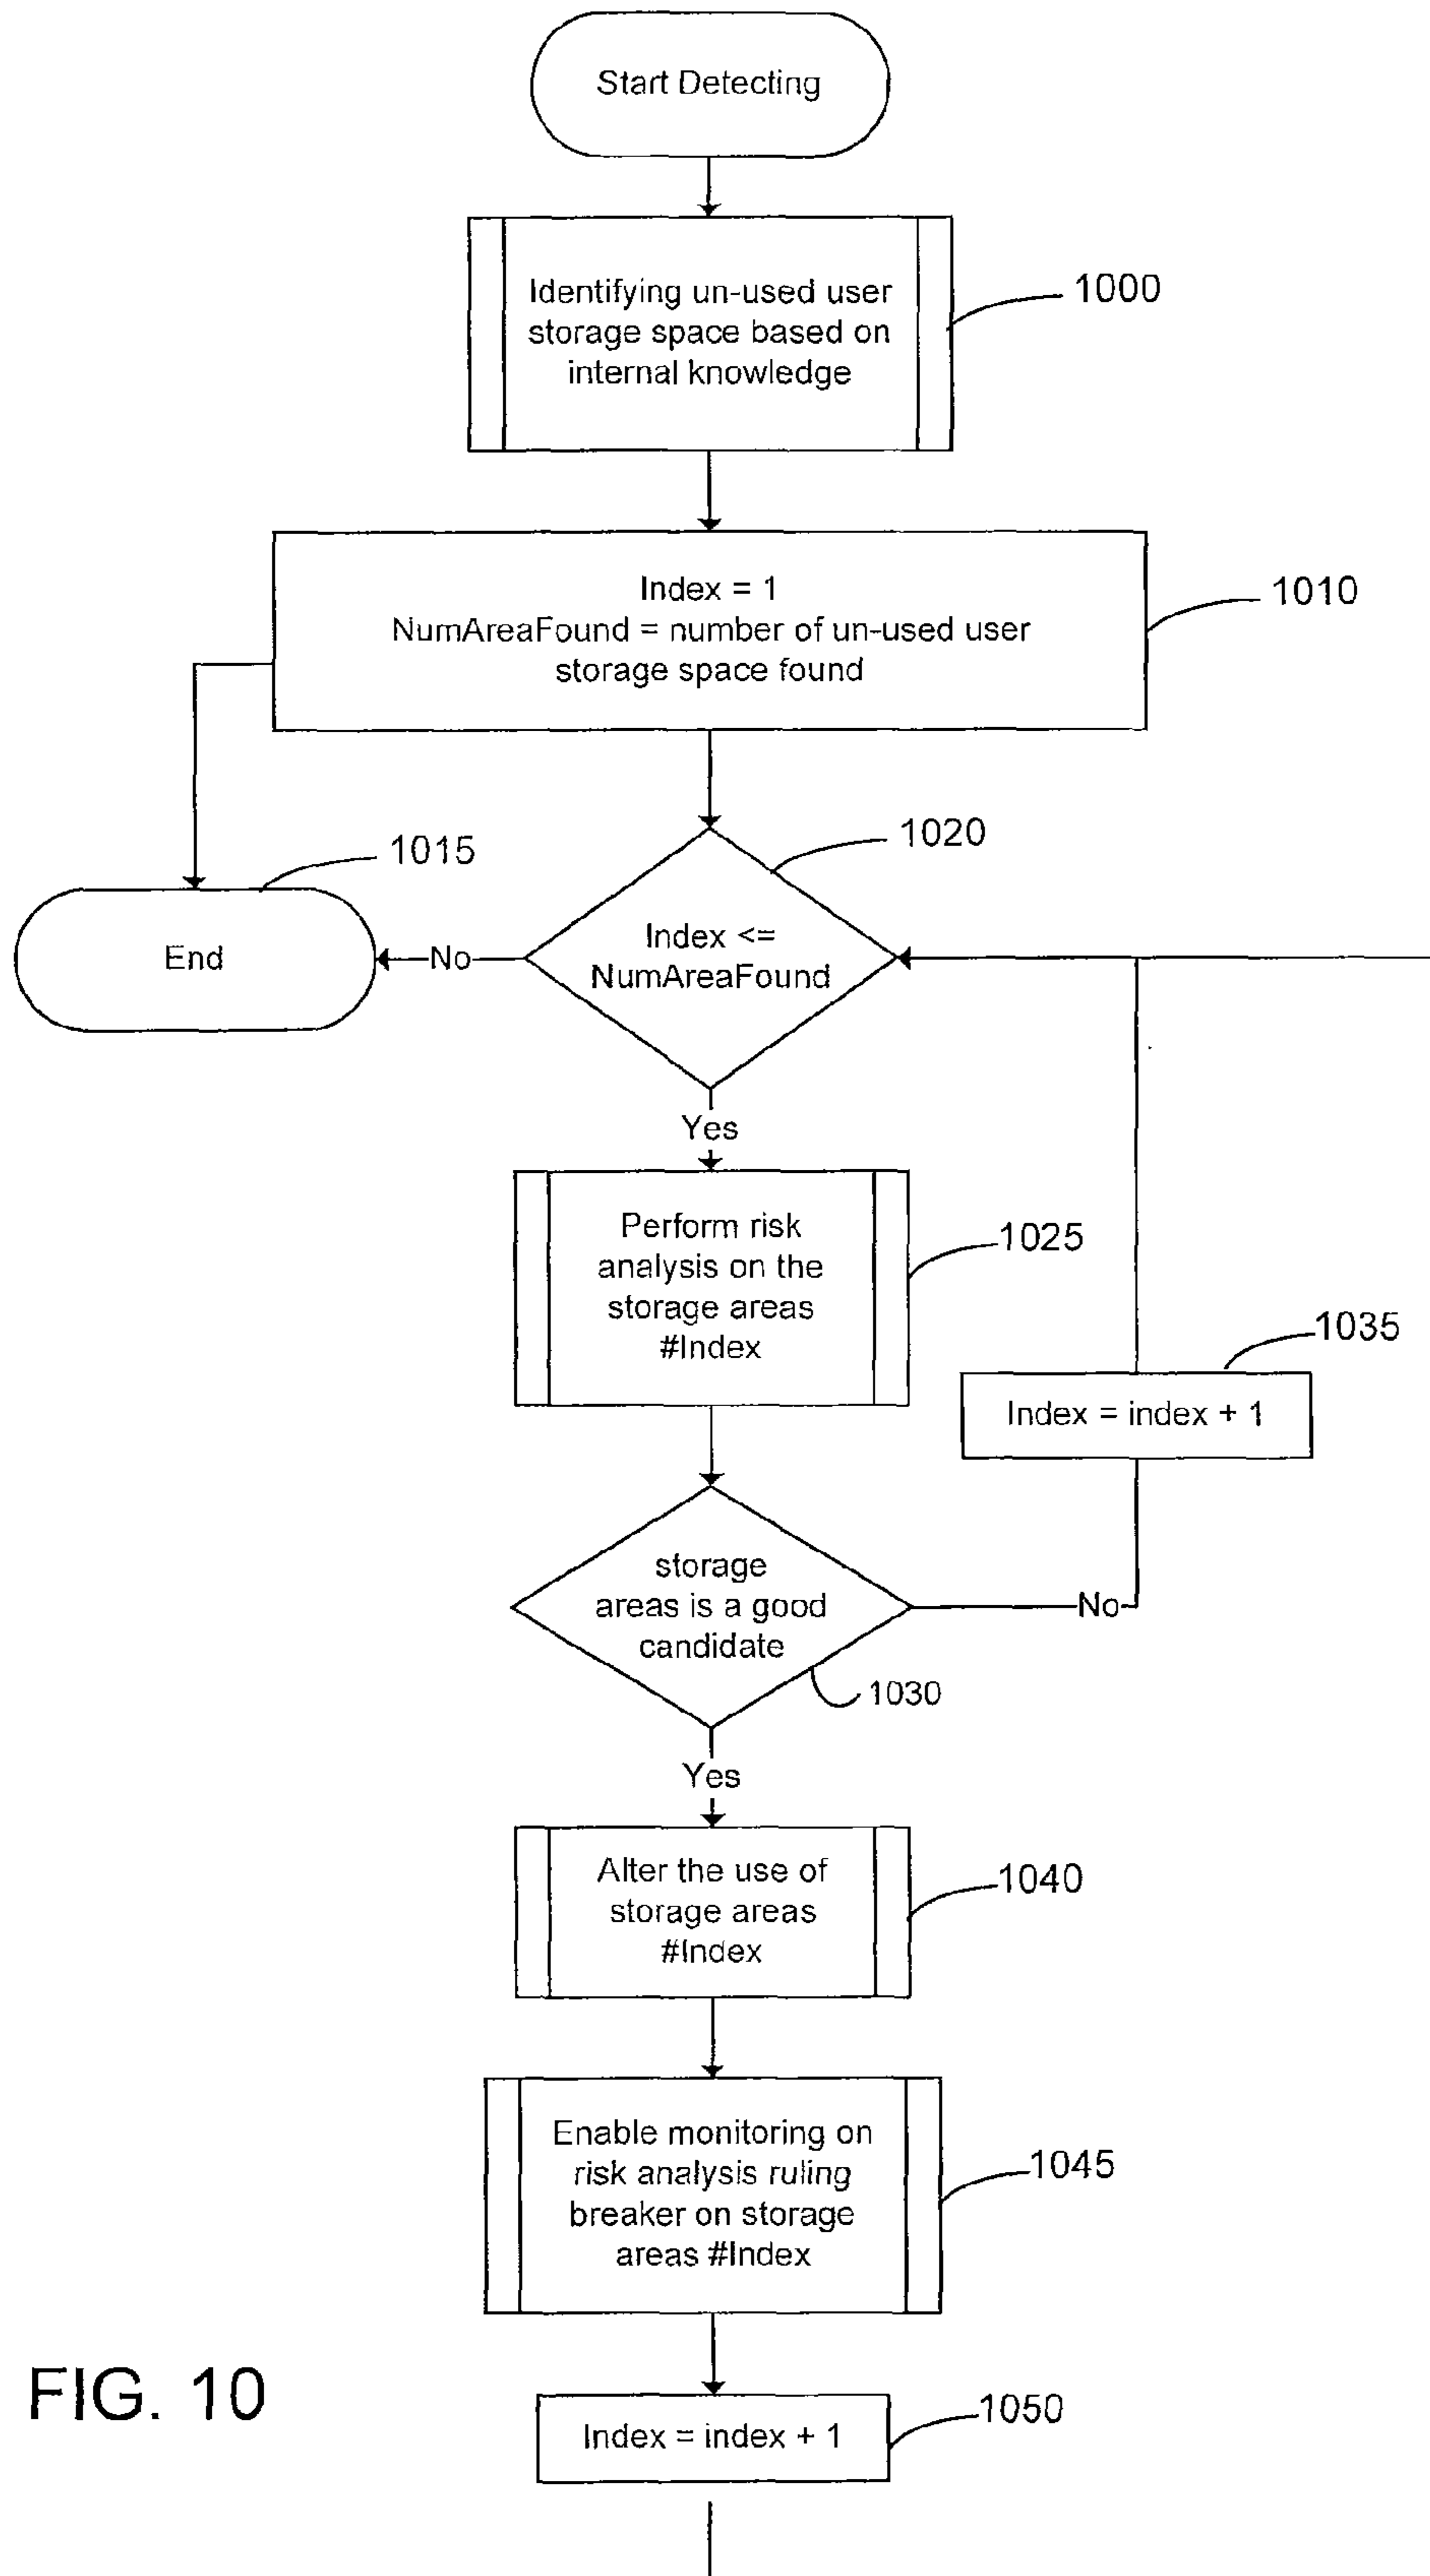 Start Detecting
Identifying un-used user
storage space based on
internal knowledge
1000
Index = 1
NumAreaFound = number of un-used user
storage space found
1010
1015
End
No
1020
Index <=
NumAreaFound
Yes
Perform risk
analysis on the
storage areas
#Index
1025
1035
Index = index + 1
storage
areas is a good
candidate
No
1030
Yes
Alter the use of
storage areas
#Index
1040
Enable monitoring on
risk analysis ruling
breaker on storage
areas #Index
1045
Index = index + 1
1050
FIG. 10